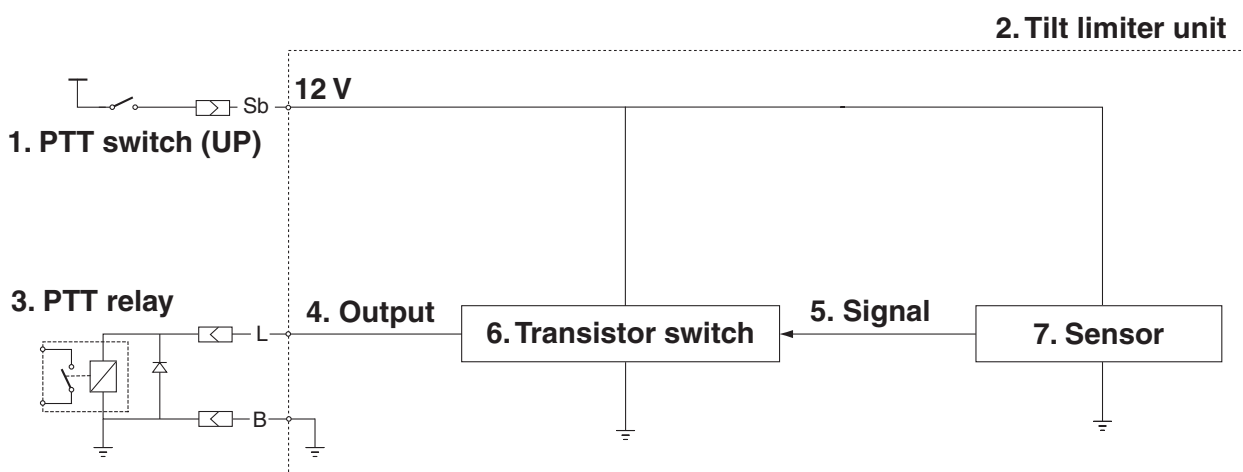 2. Tilt limiter unit
12 V
Sb
1. PTT switch (UP)
3. PTT relay
4. Output
5. Signal
L
6. Transistor switch
7. Sensor
B